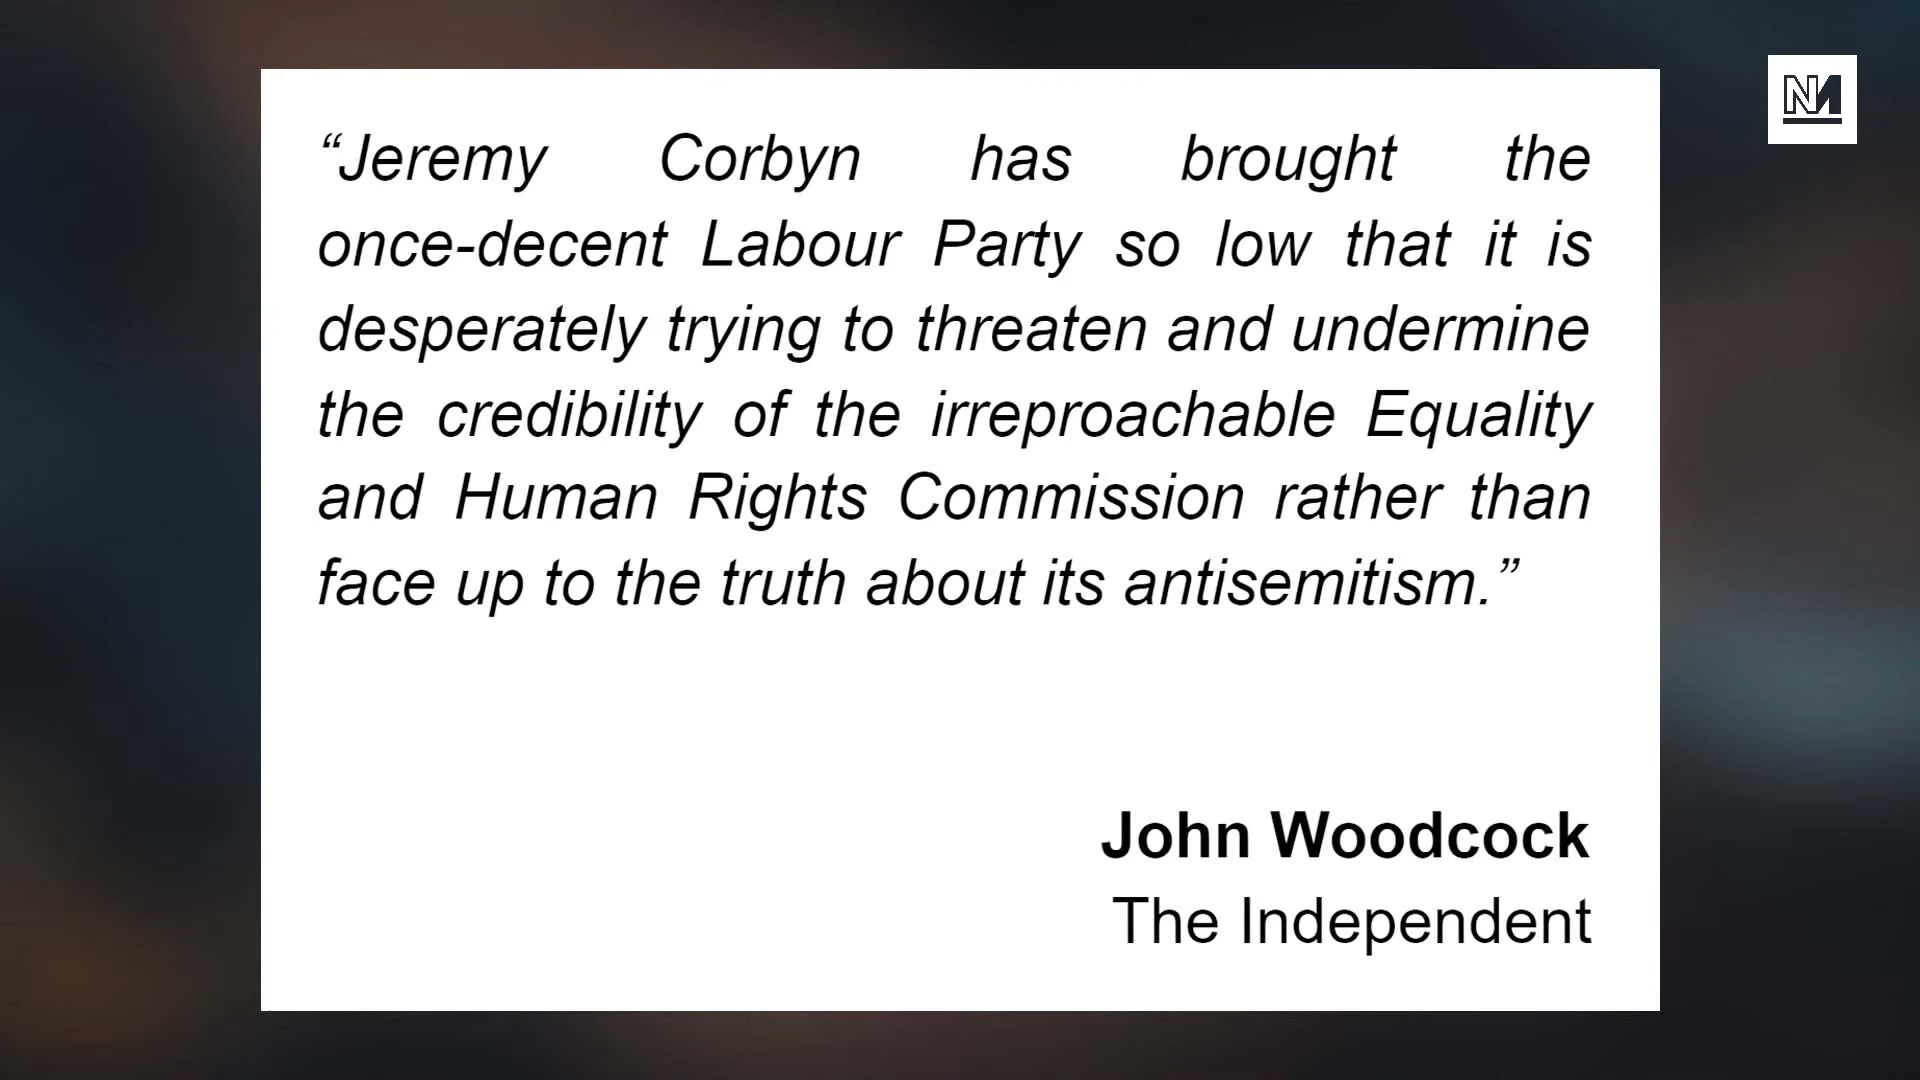 NM
“Jeremy Corbyn has brought the
once-decent Labour Party so low that it is
desperately trying to threaten and undermine
the credibility of the irreproachable Equality
and Human Rights Commission rather than
face up to the truth about its antisemitism.”
John Woodcock
The Independent